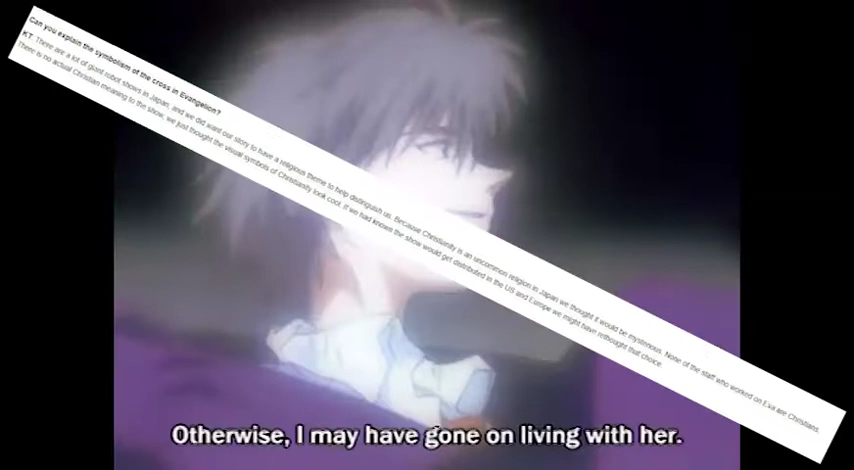 Can you explain the symbolism of the cross in Evangelion?
KT: There are a lot of giant robot shows in Japan, and we did want our story to have a religious theme to help distinguish us. Because Christianity is an uncommon religion in Japan we thought it would be mysterious. None of the staff who worked on Eva are Christians.
There is no actual Christian meaning to the show, we just thought the visual symbols of Christianity look cool. If we had known the show would get distributed in the US and Europe we might have rethought that choice.
Otherwise, I may have gone on living with her.